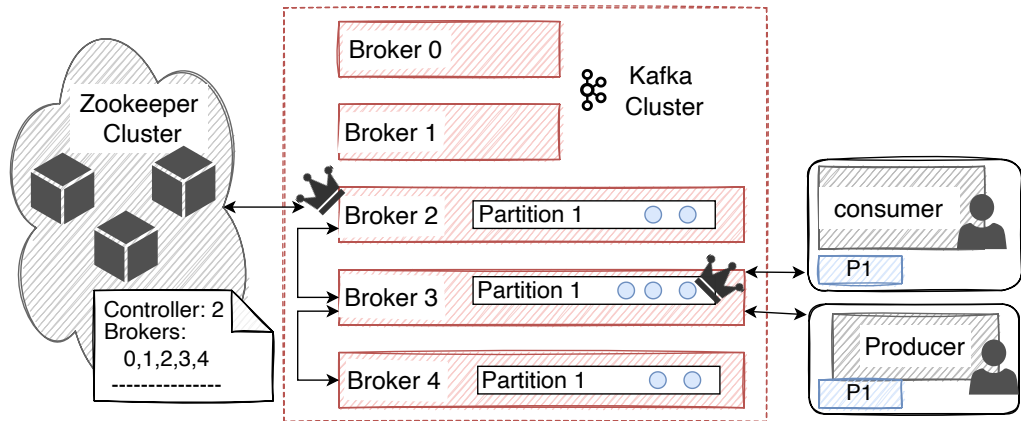 Zookeeper
Cluster
Controller: 2
Brokers:
0,1,2,3,4
---------------
Broker 0
Kafka
Cluster
Broker 1
Broker 2
Partition 1
Broker 3
Partition 1
Broker 4
Partition 1
consumer
P1
Producer
P1